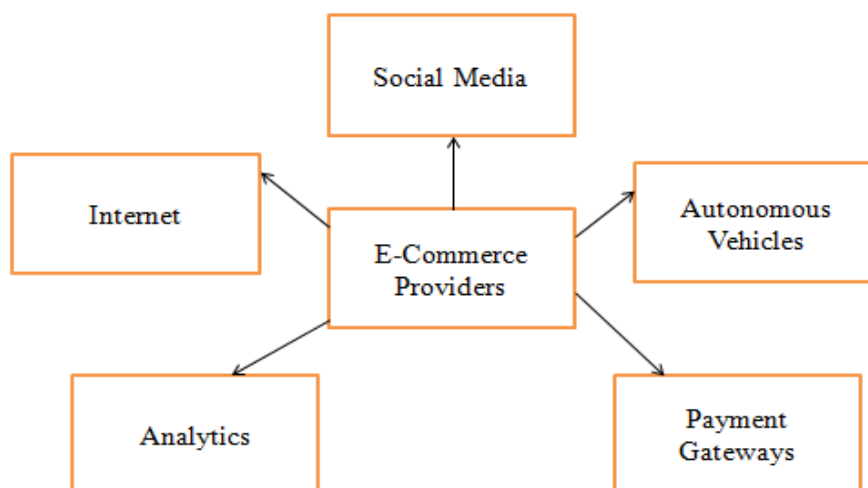 Social Media
Internet
Autonomous
Vehicles
E-Commerce
Providers
Analytics
Payment
Gateways